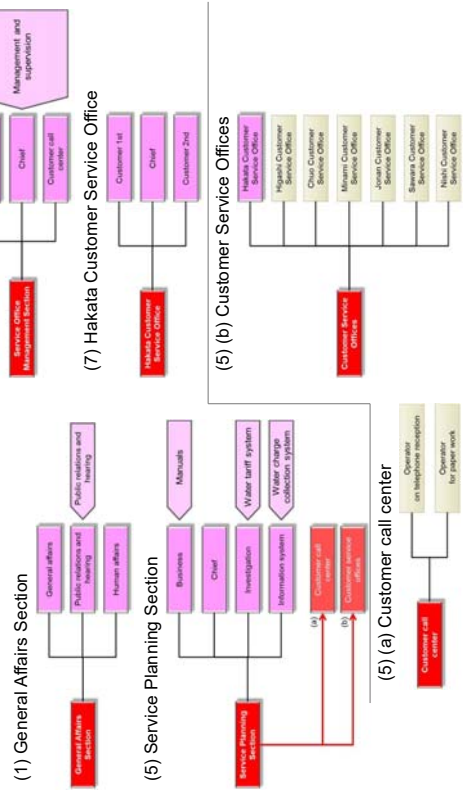 (1) General Affairs Section
General Affairs
Section
General affairs
Public relations and
hearing
Human affairs
Public relations and
hearing
Service Office
Management Section
Chief
Customer call
center
Management and
supervision
(5) Service Planning Section
Service Planning
Section
Business
Chief
Investigation
Information system
Manuals
Water tariff system
Water charge
collection system
(a)
Customer call
center
(b)
Customer service
offices
(7) Hakata Customer Service Office
Hakata Customer
Service Office
Customer 1st
Chief
Customer 2nd
(5) (a) Customer call center
Customer call
center
Operator
on telephone reception
Operator
for paper work
(5) (b) Customer Service Offices
Customer Service
Offices
Hakata Customer
Service Office
Higashi Customer
Service Office
Chuo Customer
Service Office
Minami Customer
Service Office
Jonan Customer
Service Office
Sawara Customer
Service Office
Nishi Customer
Service Office